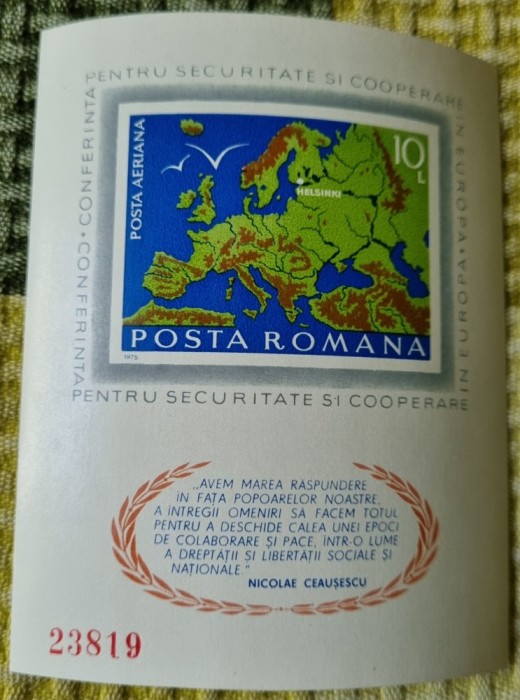 PENTRU SECURITATE SI COOPERARE
IN EUROPA
CONFERINTA • CONFERINTA
POSTA AERIANA
10 L
HELSINKI
POSTA ROMANA
1975
PENTRU SECURITATE SI COOPERARE
IN EUROPA
„AVEM MAREA RĂSPUNDERE
ÎN FAȚA POPOARELOR NOASTRE,
A ÎNTREGII OMENIRI SĂ FACEM TOTUL
PENTRU A DESCHIDE CALEA UNEI EPOCI
DE COLABORARE ȘI PACE, ÎNTR-O LUME
A DREPTĂȚII ȘI LIBERTĂȚII SOCIALE ȘI
NAȚIONALE.”
NICOLAE CEAUȘESCU
23819